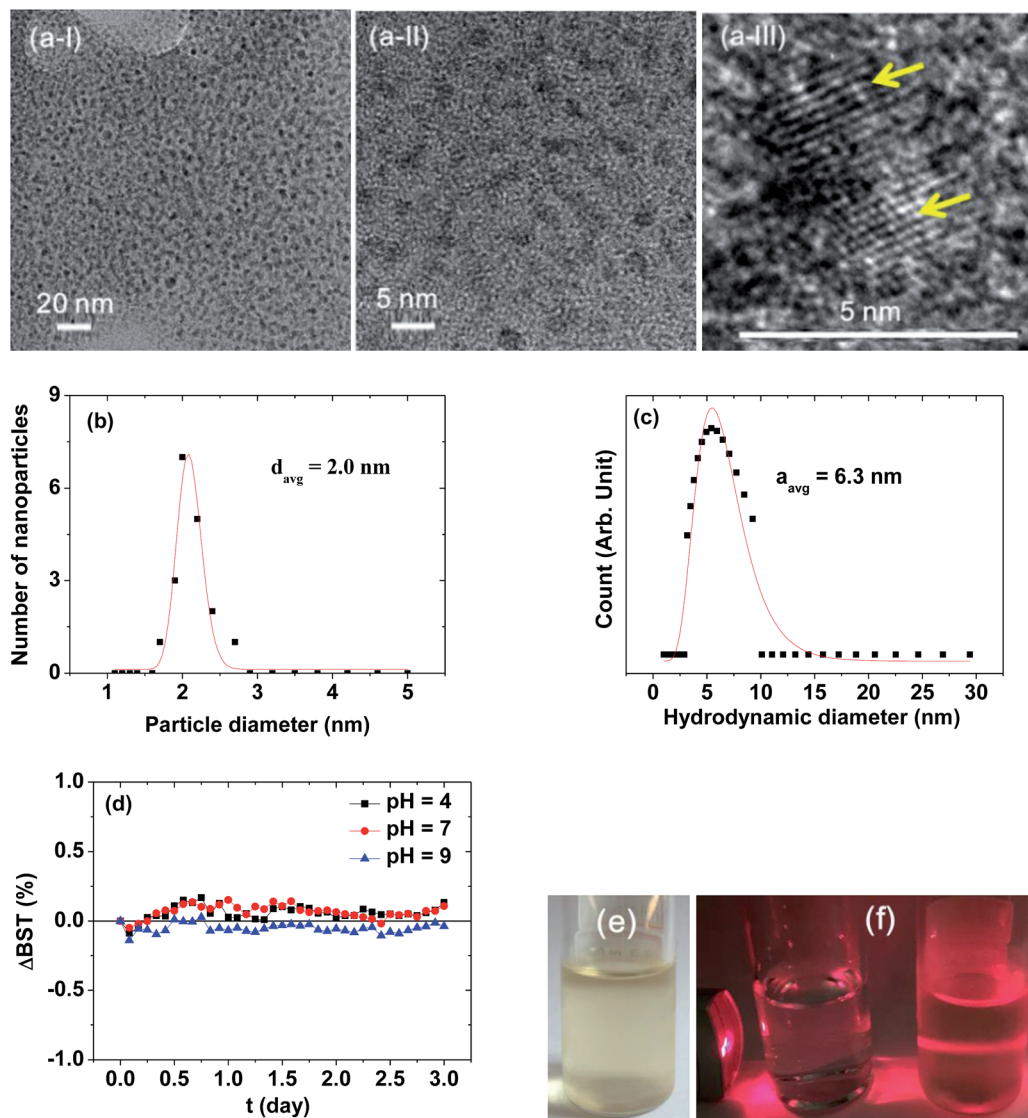 (a-I)
20 nm
(a-II)
5 nm
(a-III)
5 nm
(b)
d_avg = 2.0 nm
Number of nanoparticles
9
6
3
0
1 2 3 4 5
Particle diameter (nm)
(c)
a_avg = 6.3 nm
Count (Arb. Unit)
0 5 10 15 20 25 30
Hydrodynamic diameter (nm)
(d)
pH = 4
pH = 7
pH = 9
ΔBST (%)
1.0
0.5
0.0
-0.5
-1.0
0.0 0.5 1.0 1.5 2.0 2.5 3.0
t (day)
(e)
(f)